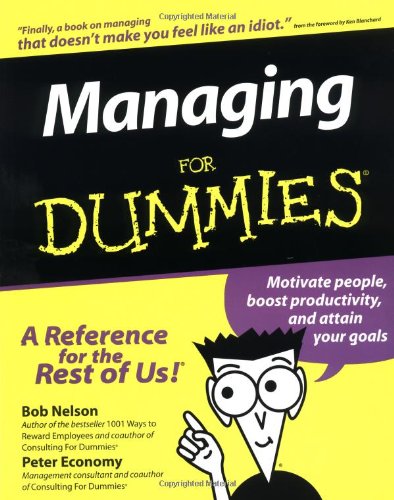 Copyrighted Material
"Finally, a book on managing
that doesn't make you feel like an idiot."
from the Foreword by Ken Blanchard
Managing
FOR
DUMMIES®
Motivate people,
boost productivity,
and attain
your goals
A Reference
for the
Rest of Us!®
Bob Nelson
Author of the bestseller 1001 Ways to
Reward Employees and coauthor of
Consulting For Dummies®
Peter Economy
Management consultant and coauthor
of Consulting For Dummies®
Copyrighted Material